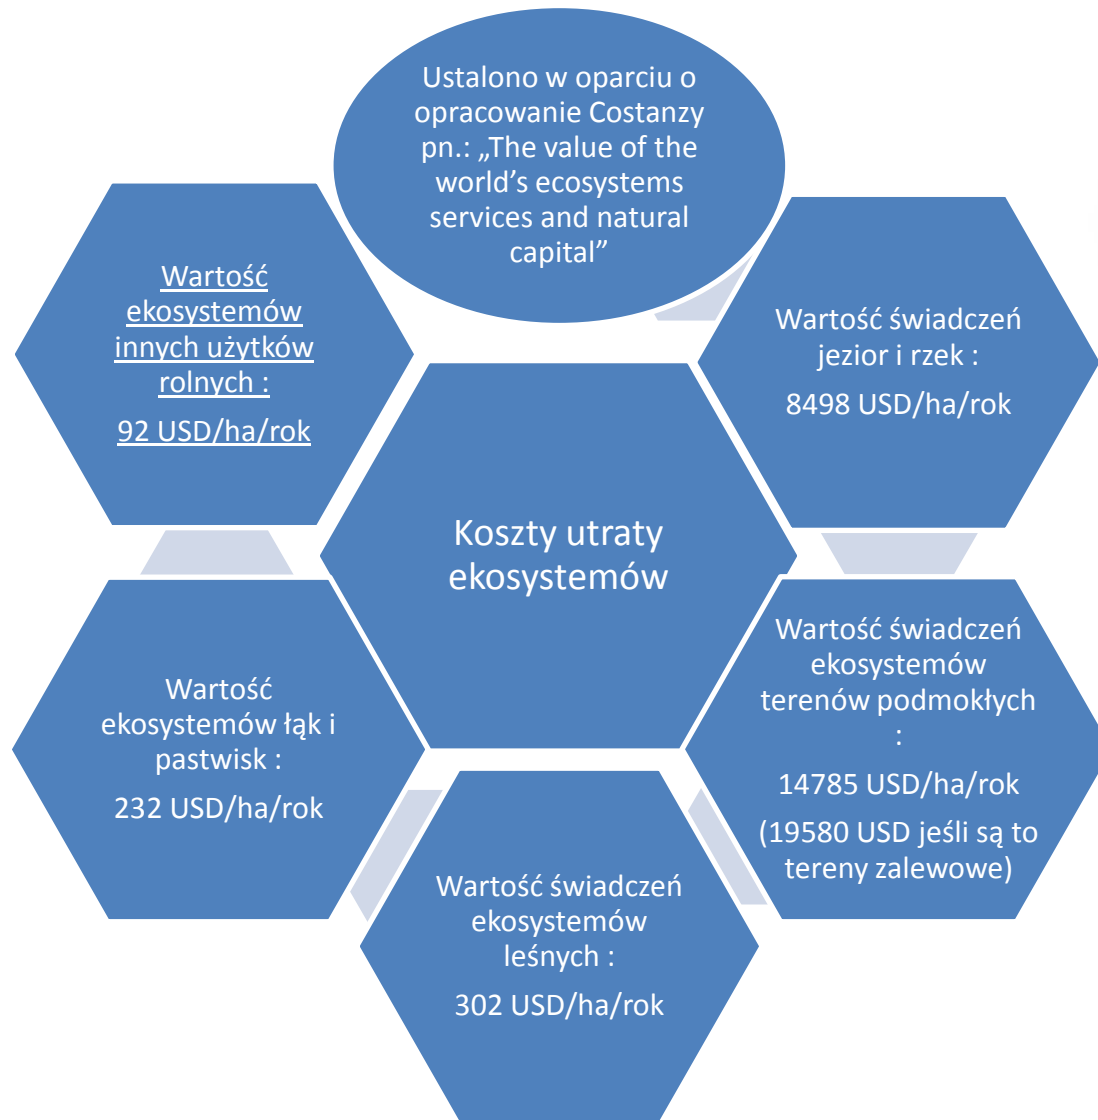 Ustalono w oparciu o
opracowanie Costanzy
pn.: „The value of the
world’s ecosystems
services and natural
capital”
Wartość świadczeń
jezior i rzek :
8498 USD/ha/rok
Wartość świadczeń
ekosystemów
terenów podmokłych
:
14785 USD/ha/rok
(19580 USD jeśli są to
tereny zalewowe)
Wartość świadczeń
ekosystemów
leśnych :
302 USD/ha/rok
Wartość
ekosystemów łąk i
pastwisk :
232 USD/ha/rok
Wartość
ekosystemów
innych użytków
rolnych :
92 USD/ha/rok
Koszty utraty
ekosystemów